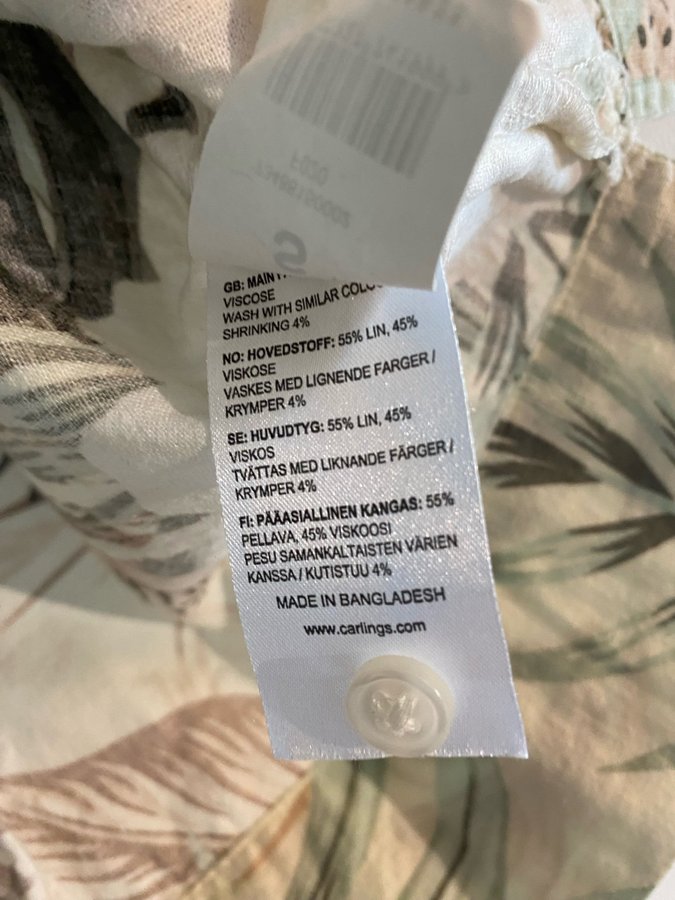 GB: MAIN
VISCOSE
WASH WITH SIMILAR
SHRINKING 4%
NO: HOVEDSTOFF: 55% LIN, 45%
VISKOSE
VASKES MED LIGNENDE FARGER /
KRYMPER 4%
SE: HUVUDTYG: 55% LIN, 45%
VISKOS
TVÄTTAS MED LIKNANDE FÄRGER /
KRYMPER 4%
FI: PÄÄASIALLINEN KANGAS: 55%
PELLAVA, 45% VISKOOSI
PESU SAMANKALTAISTEN VÄRIEN
KANSSA / KUTISTUU 4%
MADE IN BANGLADESH
www.carlings.com